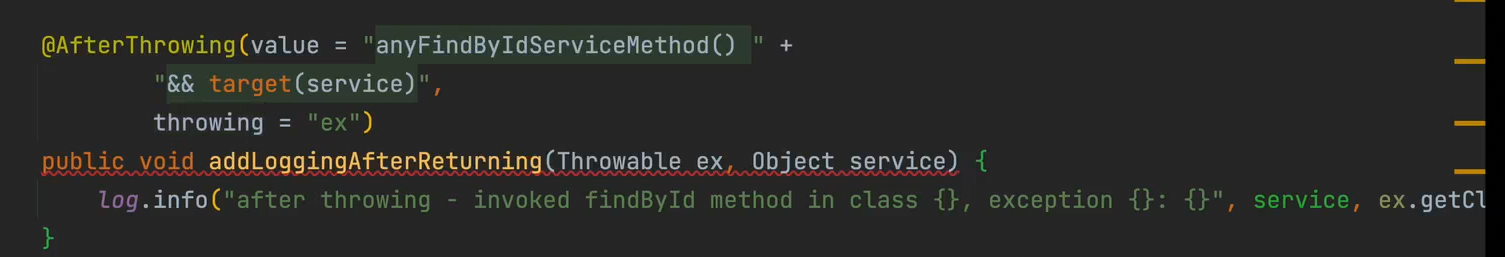 @AfterThrowing(value = "anyFindByIdServiceMethod() " +
"&& target(service)",
throwing = "ex")
public void addLoggingAfterReturning(Throwable ex, Object service) {
log.info("after throwing - invoked findById method in class {}, exception {}: {}", service, ex.getCl
}